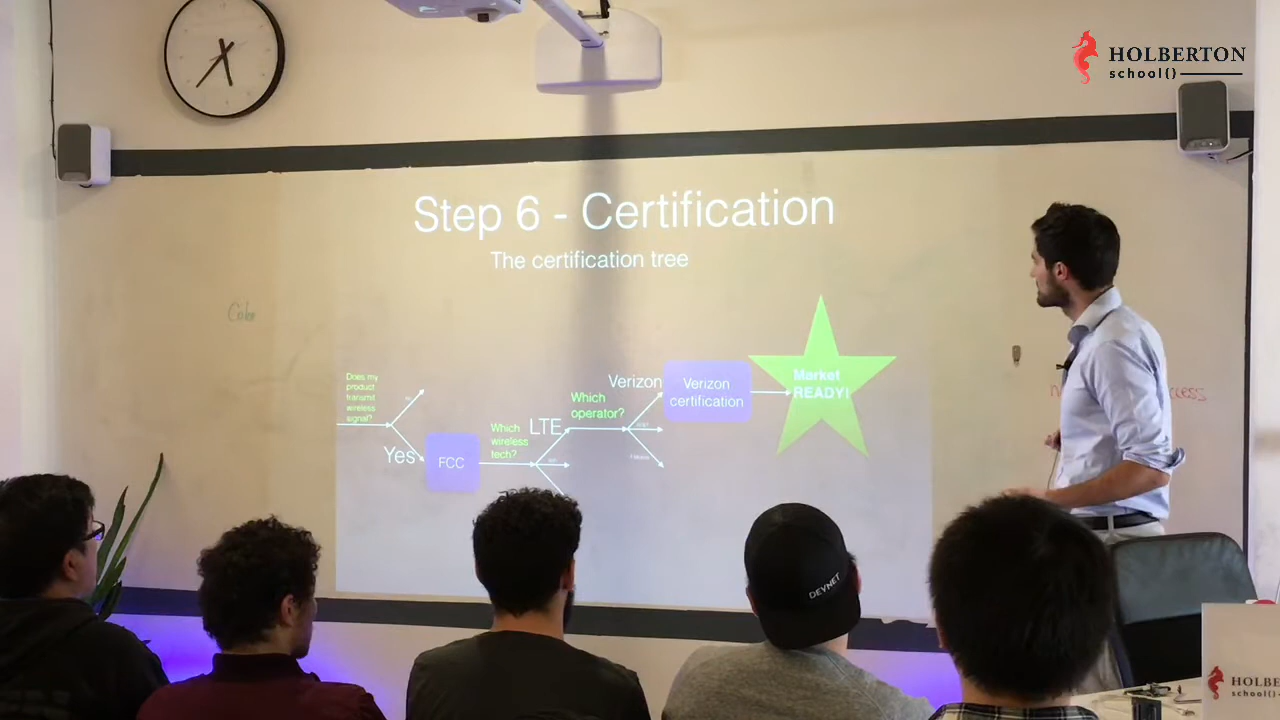 HOLBERTON
school()
Step 6 - Certification
The certification tree
Does my
product
transmit
wireless
signal?
Yes
FCC
Which
wireless
tech?
LTE
Which
operator?
Verizon
Verizon
certification
Market
READY!
DEVNET
HOLBE
school()